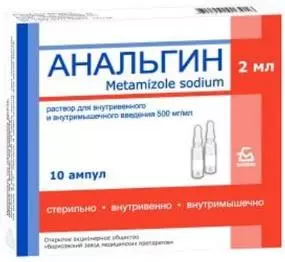 АНАЛЬГИН
Metamizole sodium
2 мл
раствор для внутривенного
и внутримышечного введения 500 мг/мл
10 ампул
стерильно • внутривенно • внутримышечно
Открытое акционерное общество
«Борисовский завод медицинских препаратов»